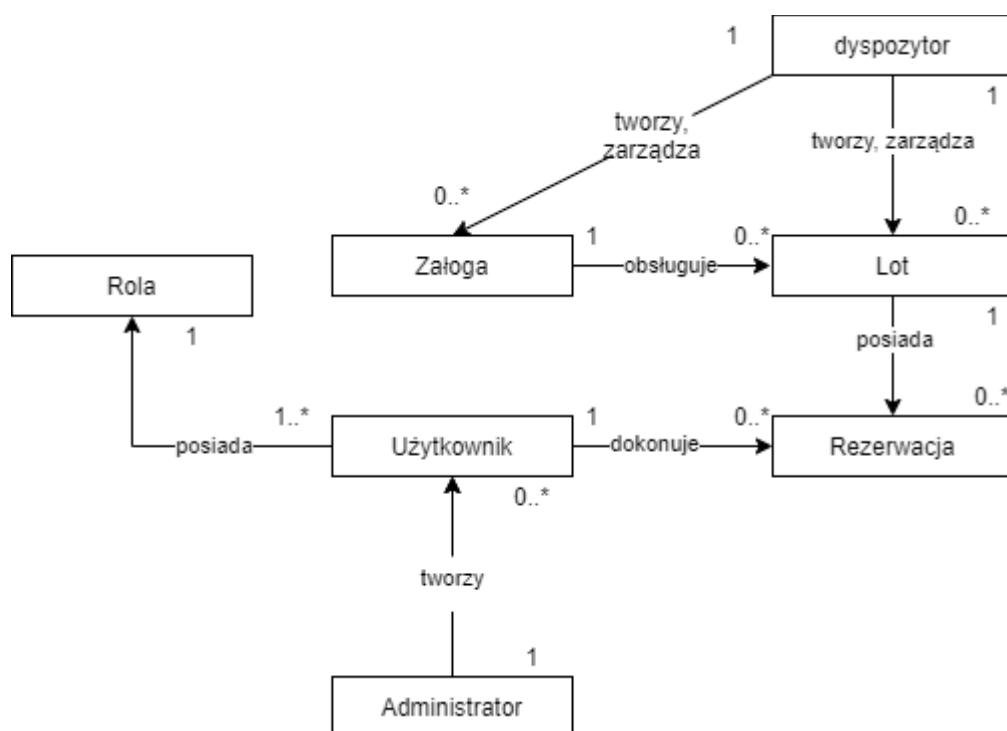 1
dyspozytor
1
tworzy,
zarządza
tworzy, zarządza
0..*
0..*
Załoga
1
obsługuje
0..*
Lot
Rola
1
1
posiada
1..*
posiada
Użytkownik
1
dokonuje
0..*
0..*
Rezerwacja
0..*
tworzy
1
Administrator